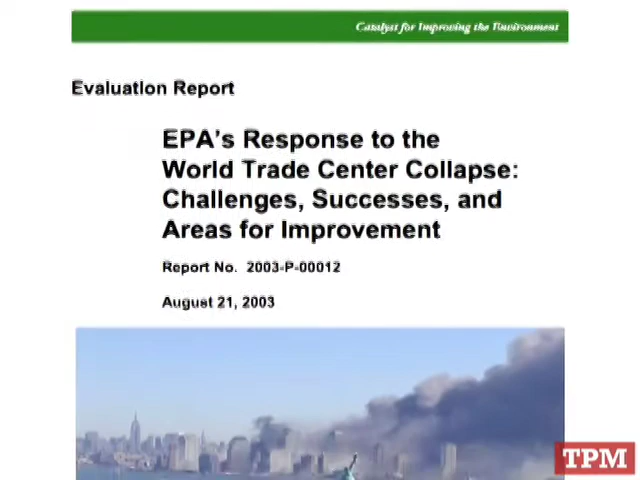 Catalyst for Improving the Environment
Evaluation Report
EPA's Response to the
World Trade Center Collapse:
Challenges, Successes, and
Areas for Improvement
Report No. 2003-P-00012
August 21, 2003
TPM